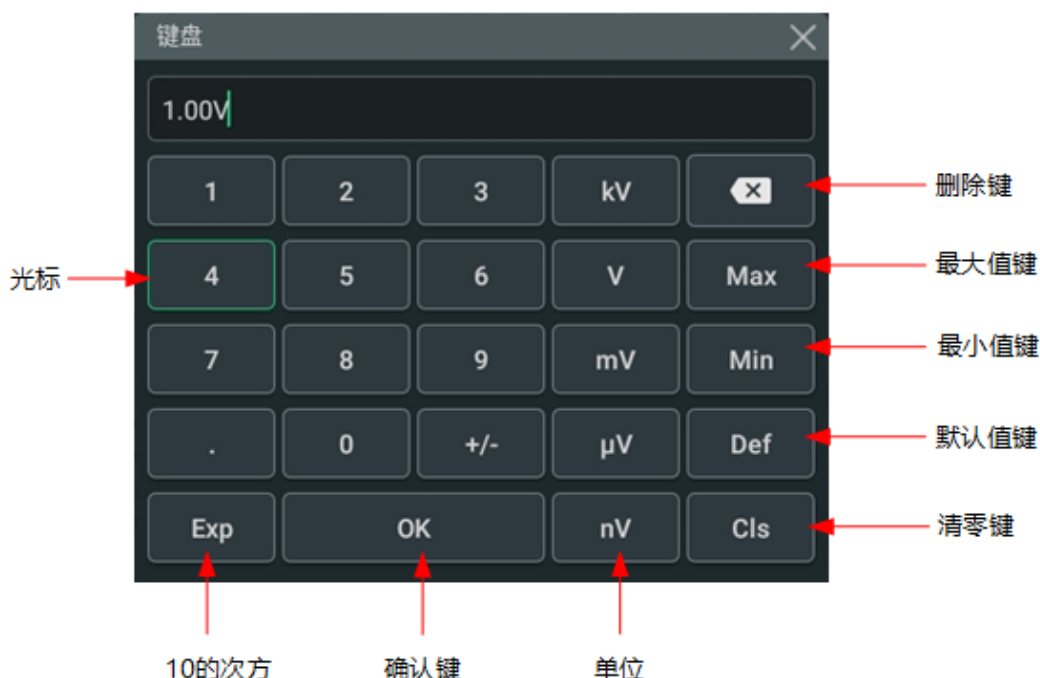 键盘
1.00V
1 2 3 kV 删除键
光标 4 5 6 V Max 最大值键
7 8 9 mV Min 最小值键
. 0 +/- μV Def 默认值键
Exp OK nV Cls 清零键
10的次方 确认键 单位